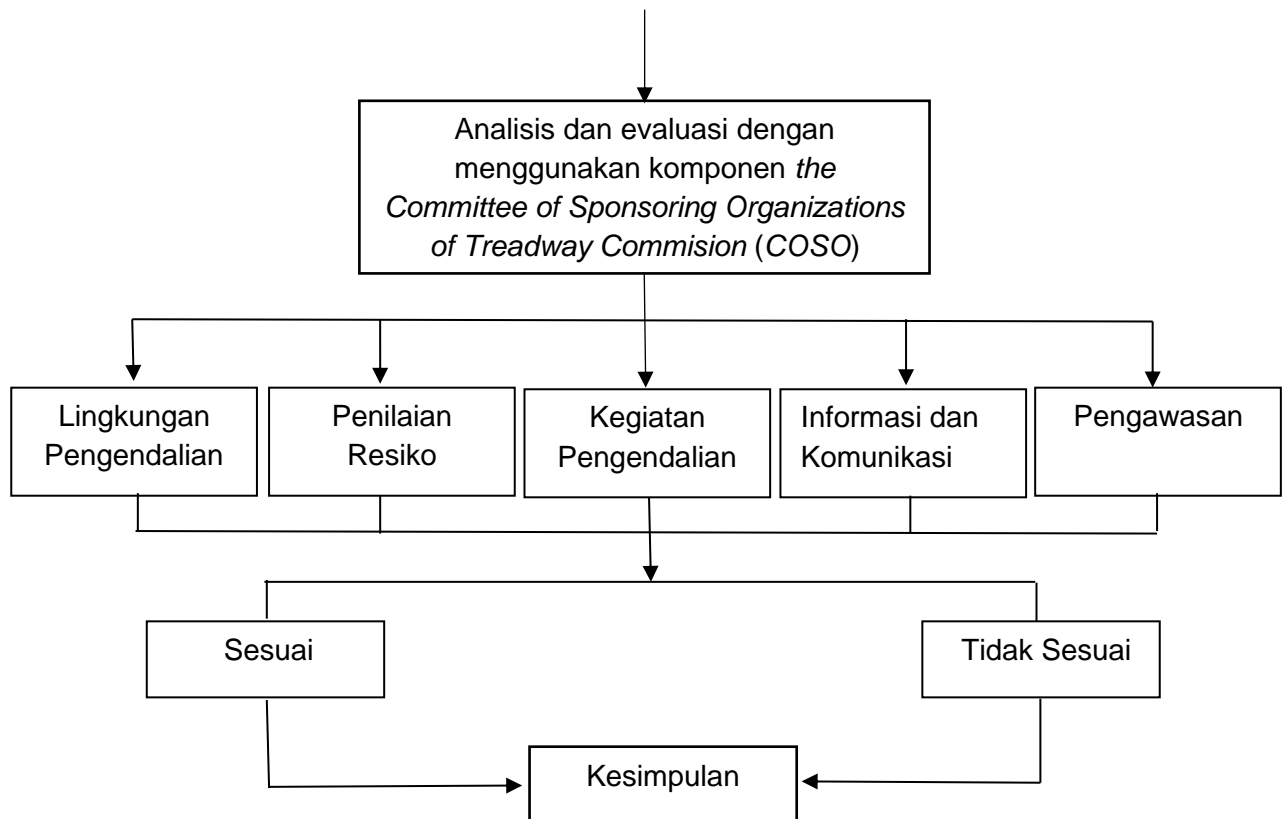 Analisis dan evaluasi dengan
menggunakan komponen the
Committee of Sponsoring Organizations
of Treadway Commision (COSO)
Lingkungan
Pengendalian
Penilaian
Resiko
Kegiatan
Pengendalian
Informasi dan
Komunikasi
Pengawasan
Sesuai
Tidak Sesuai
Kesimpulan